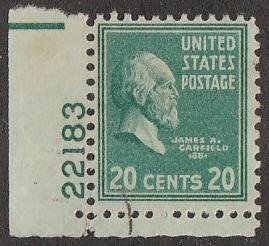 UNITED
STATES
POSTAGE
JAMES A.
GARFIELD
1881
20 CENTS 20
22183